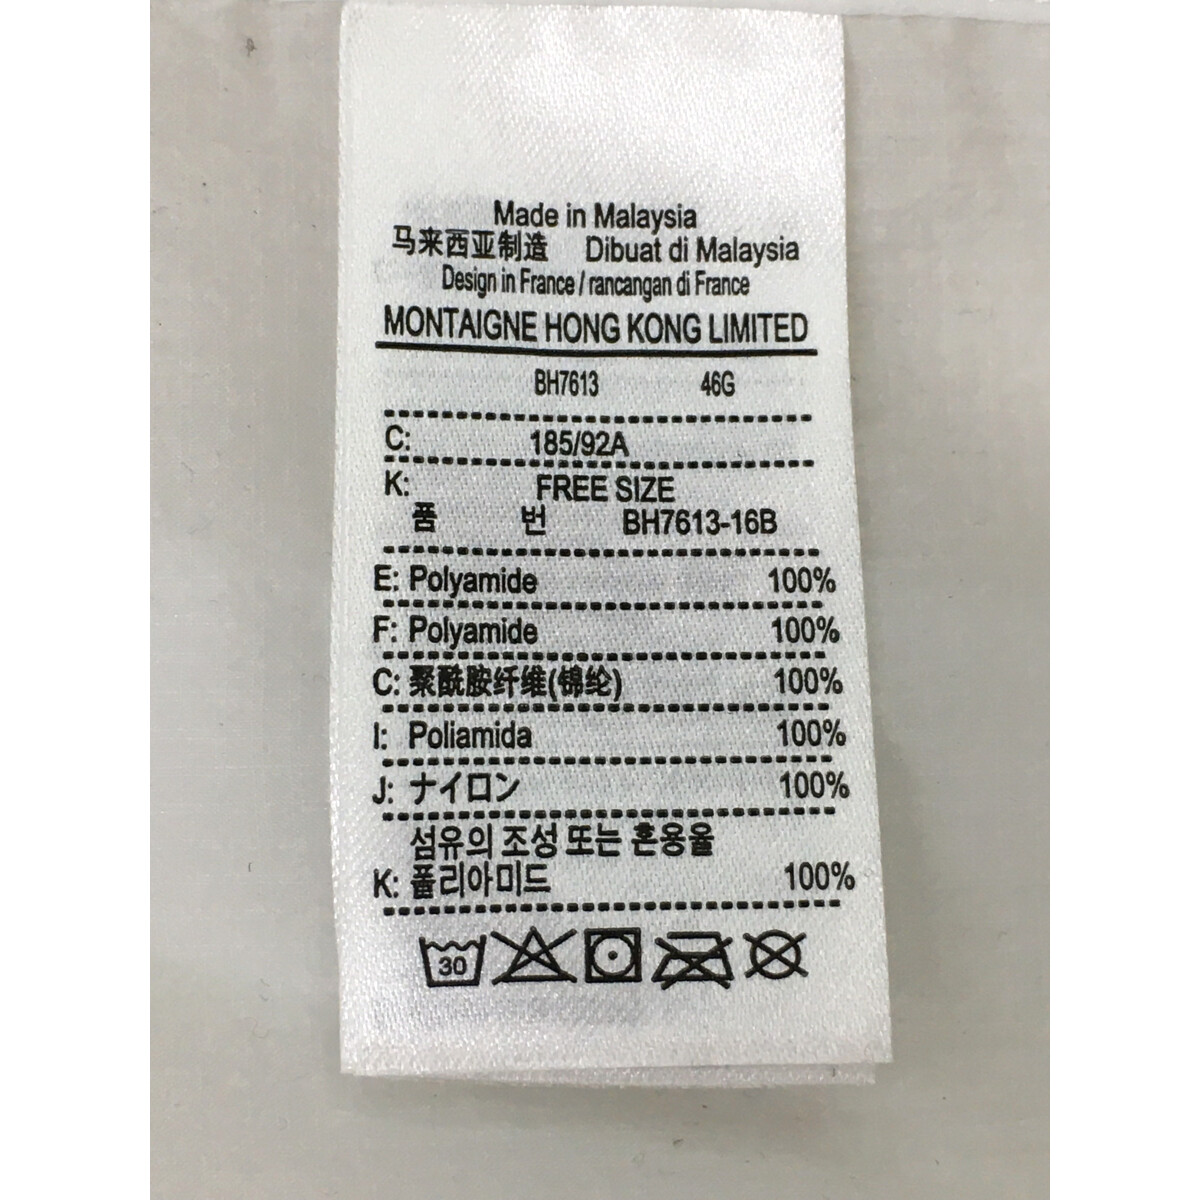 Made in Malaysia
马来西亚制造 Dibuat di Malaysia
Design in France / rancangan di France
MONTAIGNE HONG KONG LIMITED
BH7613 46G
C: 185/92A
K: FREE SIZE
품 번 BH7613-16B
E: Polyamide 100%
F: Polyamide 100%
C: 聚酰胺纤维(锦纶) 100%
I: Poliamida 100%
J: ナイロン 100%
섬유의 조성 또는 혼용율
K: 폴리아미드 100%
30